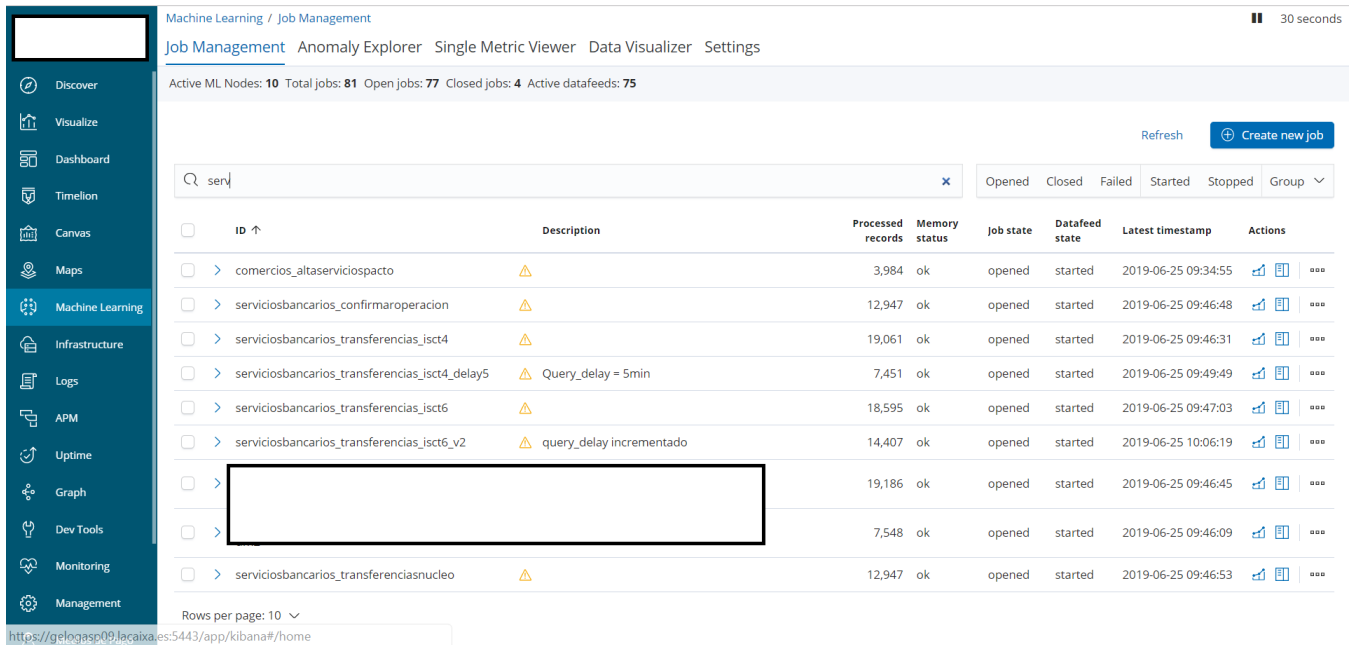 Machine Learning / Job Management
30 seconds
Job Management Anomaly Explorer Single Metric Viewer Data Visualizer Settings
Active ML Nodes: 10 Total jobs: 81 Open jobs: 77 Closed jobs: 4 Active datafeeds: 75
Discover
Visualize
Dashboard
Timelion
Canvas
Maps
Machine Learning
Infrastructure
Logs
APM
Uptime
Graph
Dev Tools
Monitoring
Management
Refresh
Create new job
serv
Opened Closed Failed Started Stopped Group
ID Description Processed records Memory status Job state Datafeed state Latest timestamp Actions
comercios_altaserviciospacto 3,984 ok opened started 2019-06-25 09:34:55
serviciosbancarios_confirmaroperacion 12,947 ok opened started 2019-06-25 09:46:48
serviciosbancarios_transferencias_isct4 19,061 ok opened started 2019-06-25 09:46:31
serviciosbancarios_transferencias_isct4_delay5 Query_delay = 5min 7,451 ok opened started 2019-06-25 09:49:49
serviciosbancarios_transferencias_isct6 18,595 ok opened started 2019-06-25 09:47:03
serviciosbancarios_transferencias_isct6_v2 query_delay incrementado 14,407 ok opened started 2019-06-25 10:06:19
19,186 ok opened started 2019-06-25 09:46:45
7,548 ok opened started 2019-06-25 09:46:09
serviciosbancarios_transferenciasnucleo 12,947 ok opened started 2019-06-25 09:46:53
Rows per page: 10
https://gelogasp09.lacaixa.es:5443/app/kibana#/home